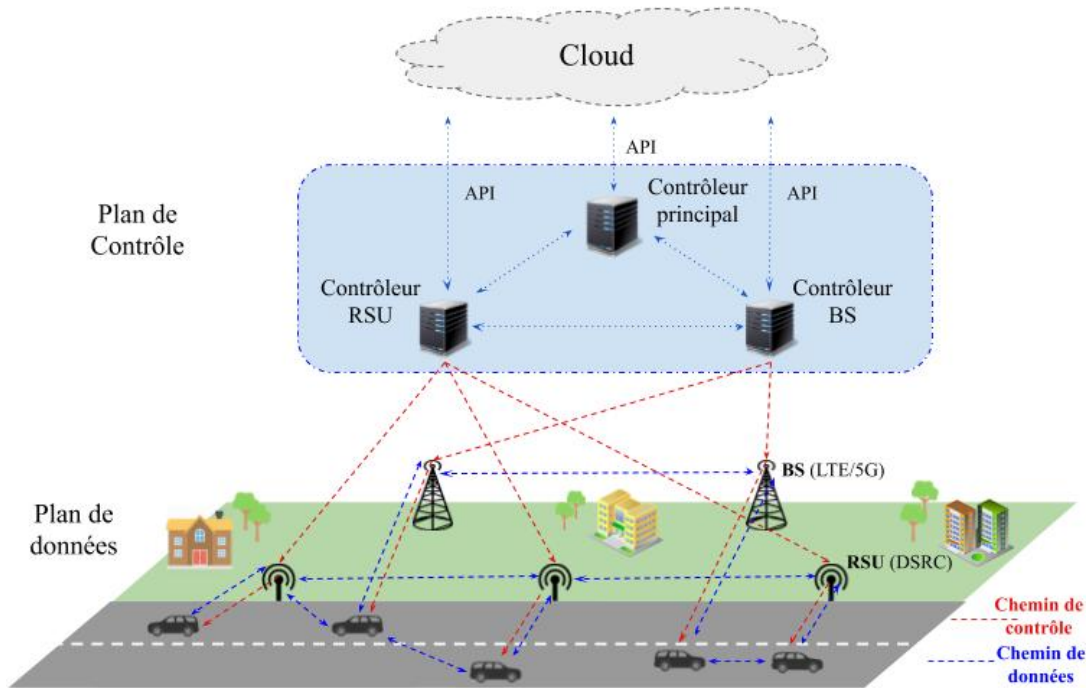 Cloud
API
API
API
Contrôleur
principal
Plan de
Contrôle
Contrôleur
RSU
Contrôleur
BS
BS (LTE/5G)
Plan de
données
RSU (DSRC)
Chemin de
contrôle
Chemin de
données